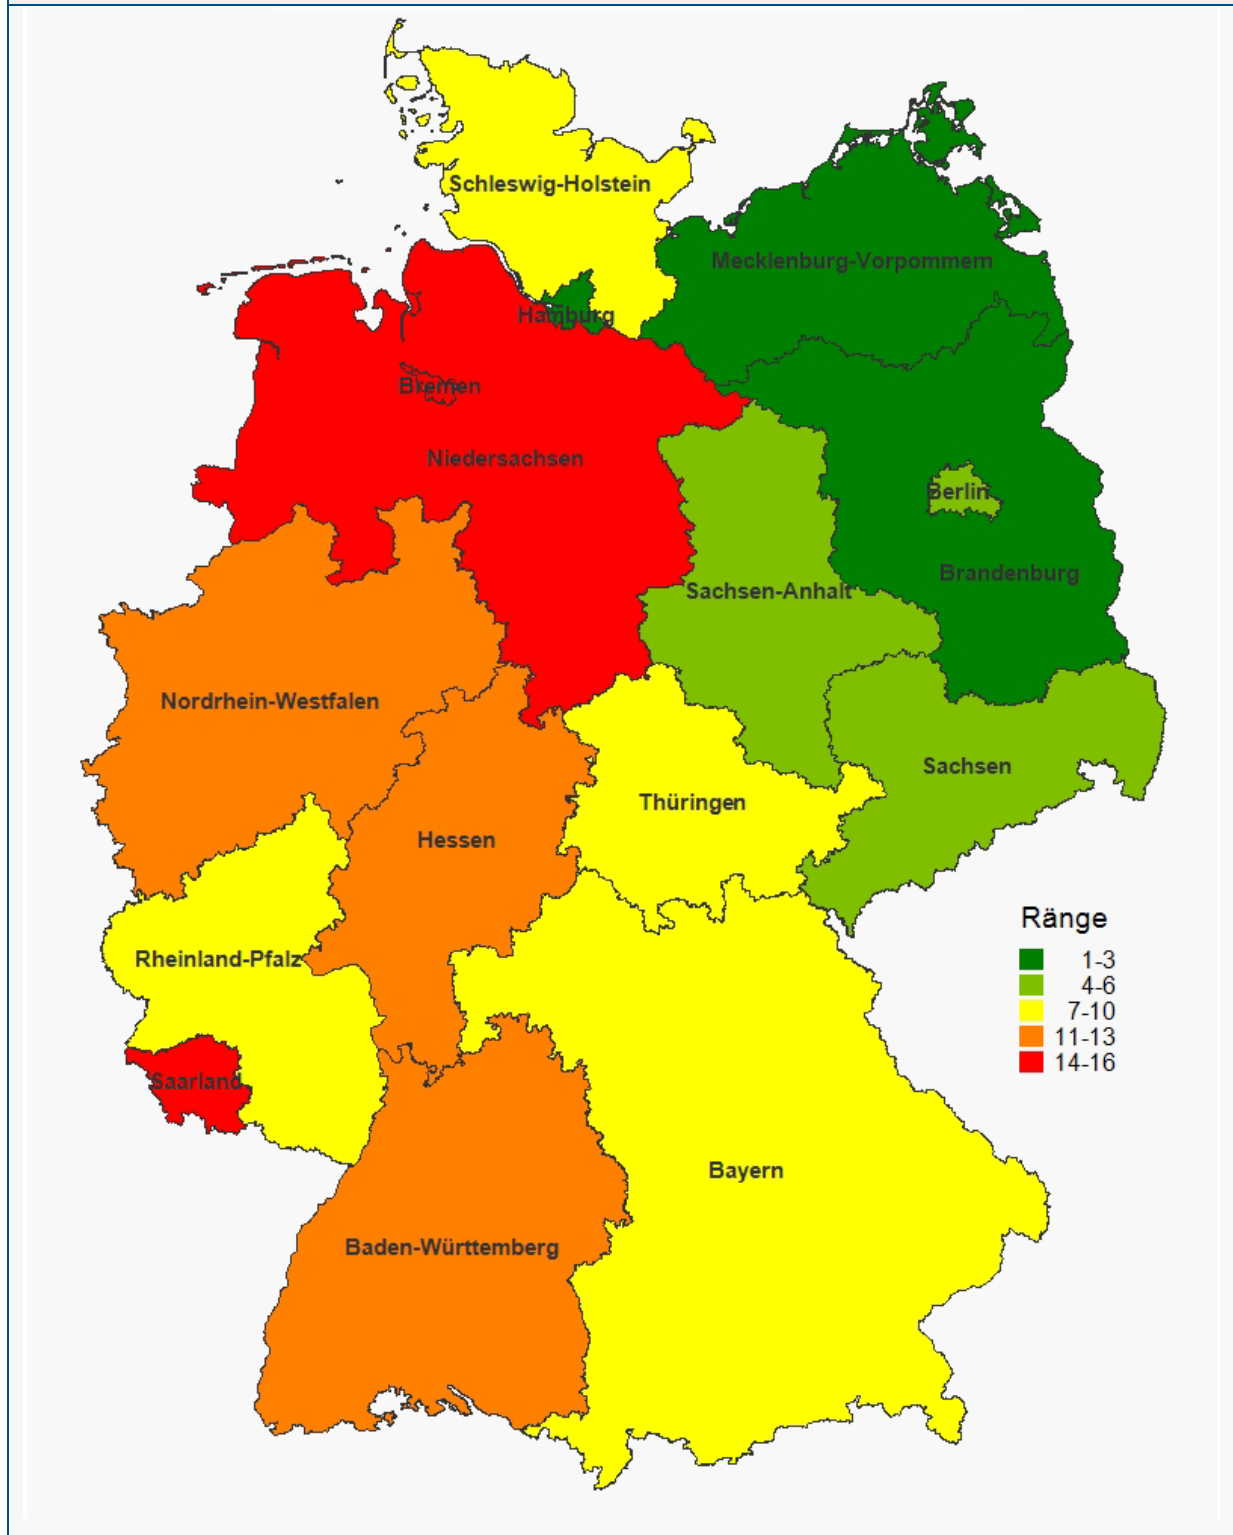 Schleswig-Holstein
Mecklenburg-Vorpommern
Hamburg
Bremen
Niedersachsen
Berlin
Brandenburg
Sachsen-Anhalt
Nordrhein-Westfalen
Sachsen
Thüringen
Hessen
Rheinland-Pfalz
Saarland
Bayern
Baden-Württemberg
Ränge
1-3
4-6
7-10
11-13
14-16